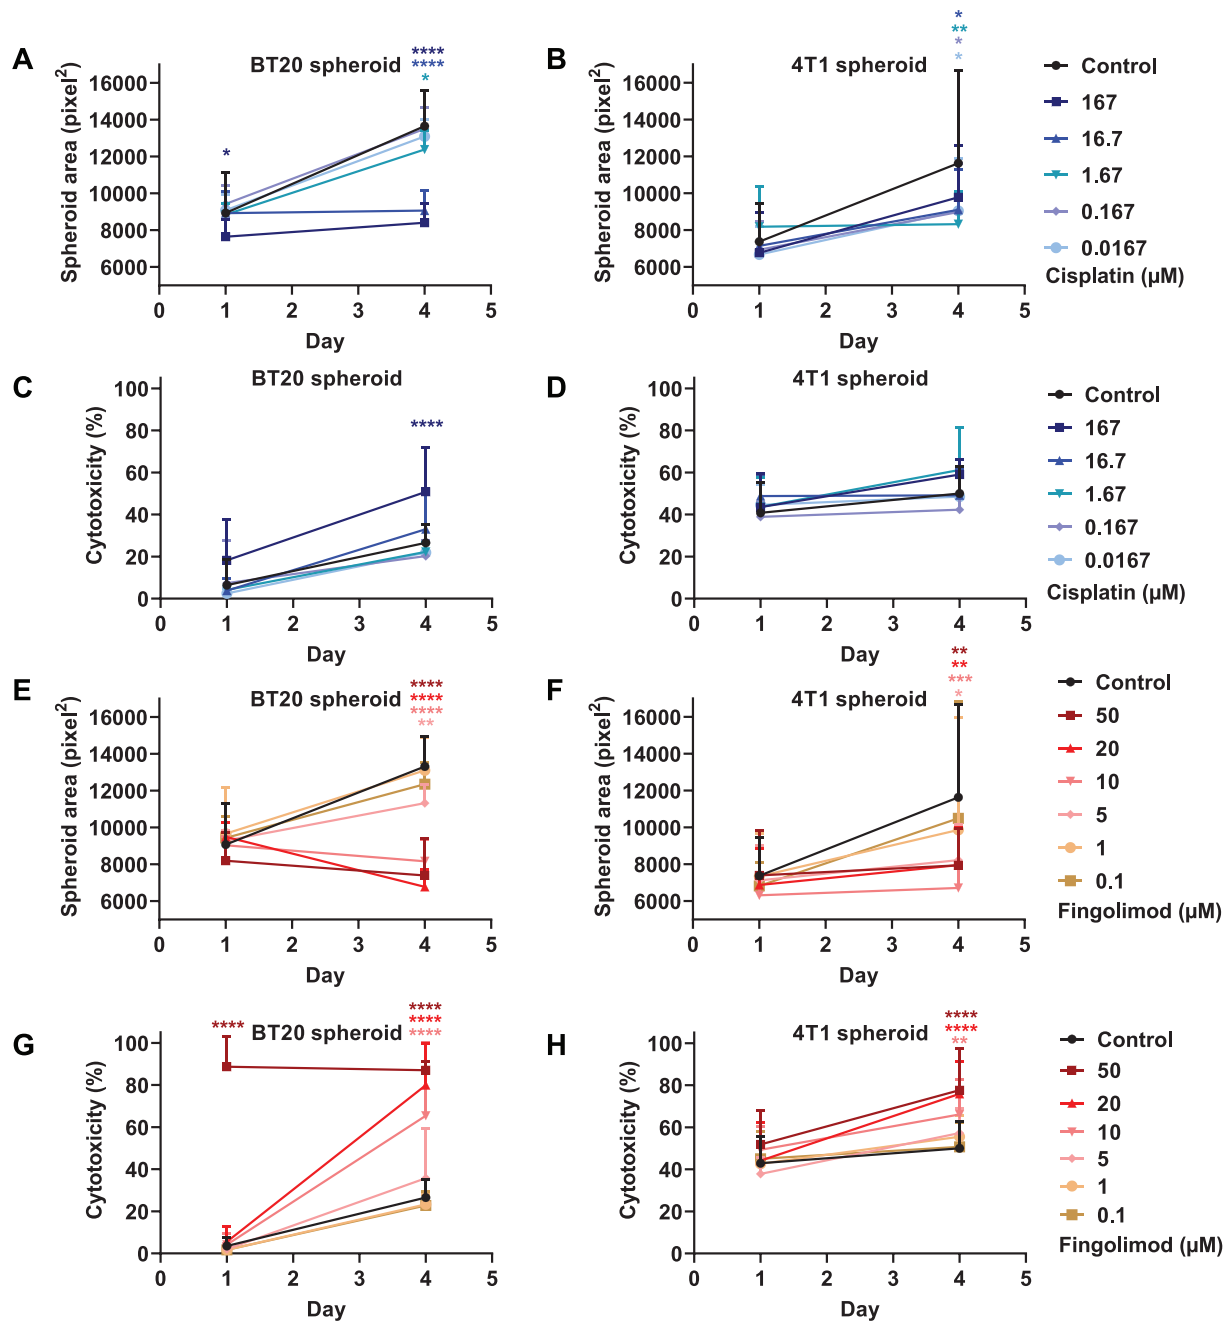 A
BT20 spheroid
****
****
*
*
Spheroid area (pixel²)
16000
14000
12000
10000
8000
6000
0 1 2 3 4 5
Day
B
4T1 spheroid
*
**
*
*
Spheroid area (pixel²)
16000
14000
12000
10000
8000
6000
0 1 2 3 4 5
Day
Control
167
16.7
1.67
0.167
0.0167
Cisplatin (µM)
C
BT20 spheroid
****
Cytotoxicity (%)
100
80
60
40
20
0
0 1 2 3 4 5
Day
D
4T1 spheroid
Cytotoxicity (%)
100
80
60
40
20
0
0 1 2 3 4 5
Day
Control
167
16.7
1.67
0.167
0.0167
Cisplatin (µM)
E
BT20 spheroid
****
****
****
**
Spheroid area (pixel²)
16000
14000
12000
10000
8000
6000
0 1 2 3 4 5
Day
F
4T1 spheroid
**
**
***
*
Spheroid area (pixel²)
16000
14000
12000
10000
8000
6000
0 1 2 3 4 5
Day
Control
50
20
10
5
1
0.1
Fingolimod (µM)
G
****
BT20 spheroid
****
****
****
Cytotoxicity (%)
100
80
60
40
20
0
0 1 2 3 4 5
Day
H
4T1 spheroid
****
****
**
Cytotoxicity (%)
100
80
60
40
20
0
0 1 2 3 4 5
Day
Control
50
20
10
5
1
0.1
Fingolimod (µM)